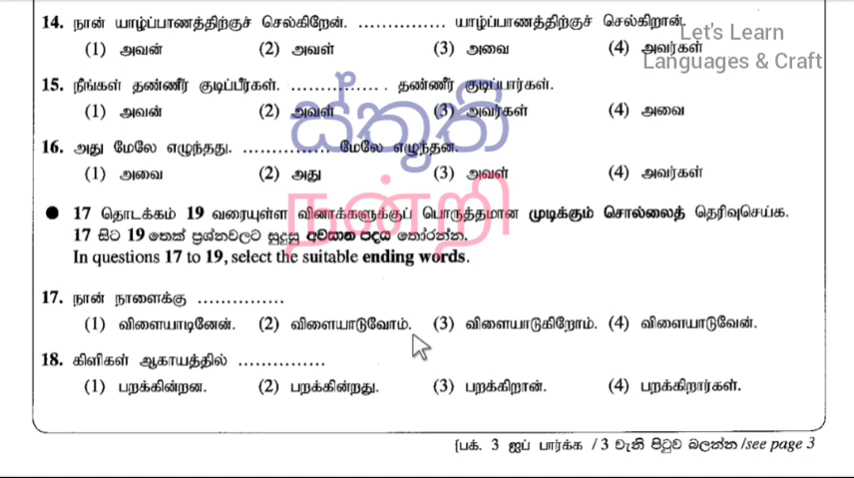 14. நான் யாழ்ப்பாணத்திற்குச் செல்கிறேன். ............... யாழ்ப்பாணத்திற்குச் செல்கிறான்.
Let's Learn
(1) அவன் (2) அவள் (3) அவை (4) அவர்கள்
Languages & Craft
15. நீங்கள் தண்ணீர் குடிப்பீர்கள். ............... தண்ணீர் குடிப்பார்கள்.
(1) அவன் (2) அவள் (3) அவர்கள் (4) அவை
ස්තූති
16. அது மேலே எழுந்தது. ............... மேலே எழுந்தன.
(1) அவை (2) அது (3) அவள் (4) அவர்கள்
நன்றி
● 17 தொடக்கம் 19 வரையுள்ள வினாக்களுக்குப் பொருத்தமான முடிக்கும் சொல்லைத் தெரிவுசெய்க.
17 සිට 19 තෙක් ප්‍රශ්නවලට සුදුසු අවසාන පදය තෝරන්න.
In questions 17 to 19, select the suitable ending words.
17. நான் நாளைக்கு ...............
(1) விளையாடினேன். (2) விளையாடுவோம். (3) விளையாடுகிறோம். (4) விளையாடுவேன்.
18. கிளிகள் ஆகாயத்தில் ...............
(1) பறக்கின்றன. (2) பறக்கின்றது. (3) பறக்கிறான். (4) பறக்கிறார்கள்.
[பக். 3 ஐப் பார்க்க / 3 වැනි පිටුව බලන්න /see page 3